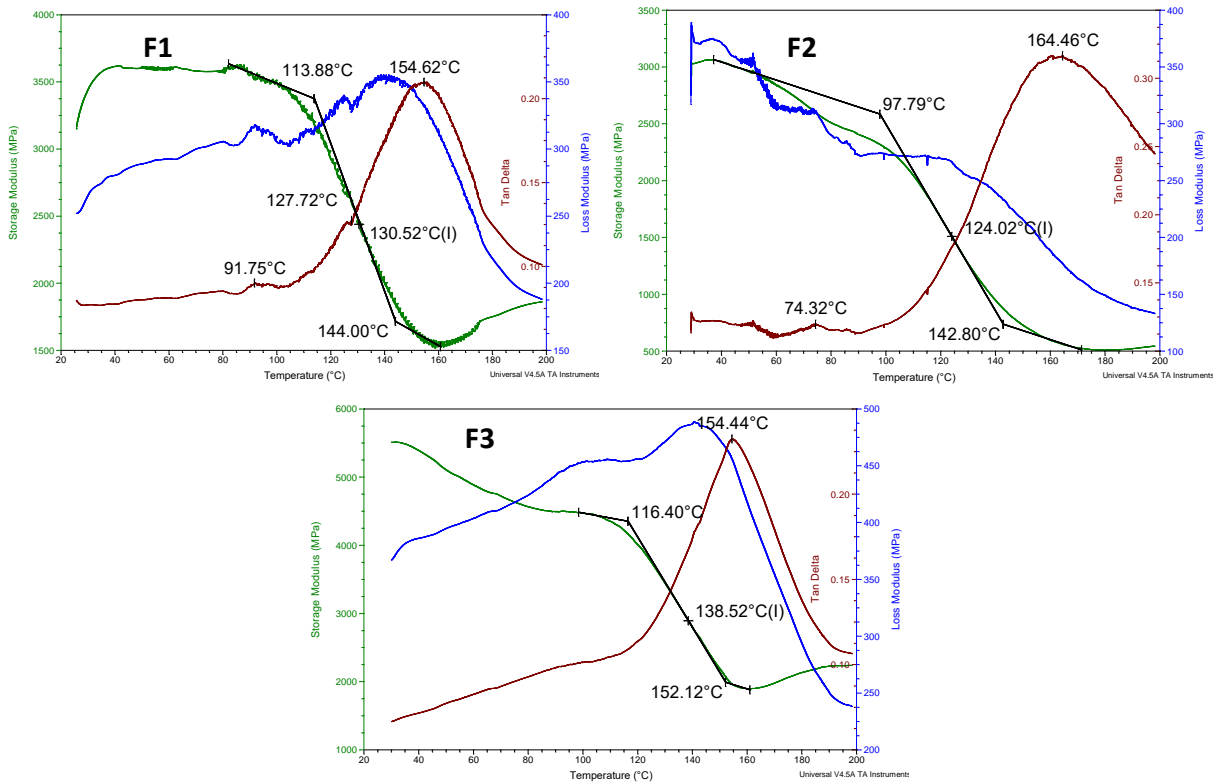 F1
4000
3500
3000
2500
2000
1500
Storage Modulus (MPa)
113.88°C
154.62°C
127.72°C
130.52°C(I)
91.75°C
144.00°C
0.20
0.15
0.10
Tan Delta
400
350
300
250
200
150
Loss Modulus (MPa)
20 40 60 80 100 120 140 160 180 200
Temperature (°C)
Universal V4.5A TA Instruments
F2
3500
3000
2500
2000
1500
1000
500
Storage Modulus (MPa)
164.46°C
97.79°C
124.02°C(I)
74.32°C
142.80°C
0.30
0.25
0.20
0.15
Tan Delta
400
350
300
250
200
150
100
Loss Modulus (MPa)
20 40 60 80 100 120 140 160 180 200
Temperature (°C)
Universal V4.5A TA Instruments
F3
6000
5000
4000
3000
2000
1000
Storage Modulus (MPa)
154.44°C
116.40°C
138.52°C(I)
152.12°C
0.20
0.15
0.10
Tan Delta
500
450
400
350
300
250
200
Loss Modulus (MPa)
20 40 60 80 100 120 140 160 180 200
Temperature (°C)
Universal V4.5A TA Instruments